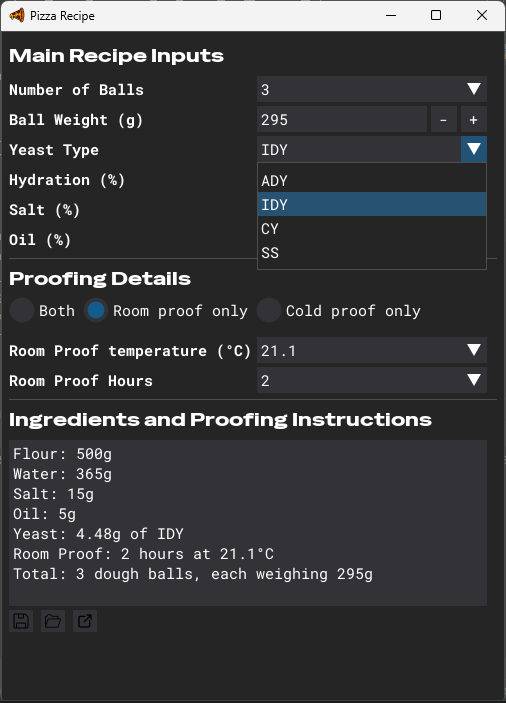 Pizza Recipe
Main Recipe Inputs
Number of Balls 3
Ball Weight (g) 295 - +
Yeast Type IDY
Hydration (%) ADY
Salt (%) IDY
CY
Oil (%) SS
Proofing Details
Both Room proof only Cold proof only
Room Proof temperature (°C) 21.1
Room Proof Hours 2
Ingredients and Proofing Instructions
Flour: 500g
Water: 365g
Salt: 15g
Oil: 5g
Yeast: 4.48g of IDY
Room Proof: 2 hours at 21.1°C
Total: 3 dough balls, each weighing 295g